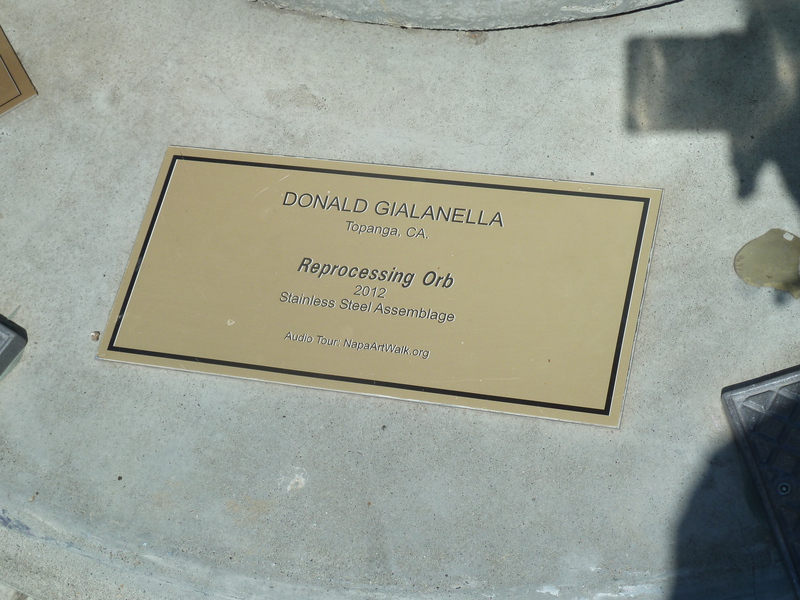 DONALD GIALANELLA
Topanga, CA.
Reprocessing Orb
2012
Stainless Steel Assemblage
Audio Tour: NapaArtWalk.org